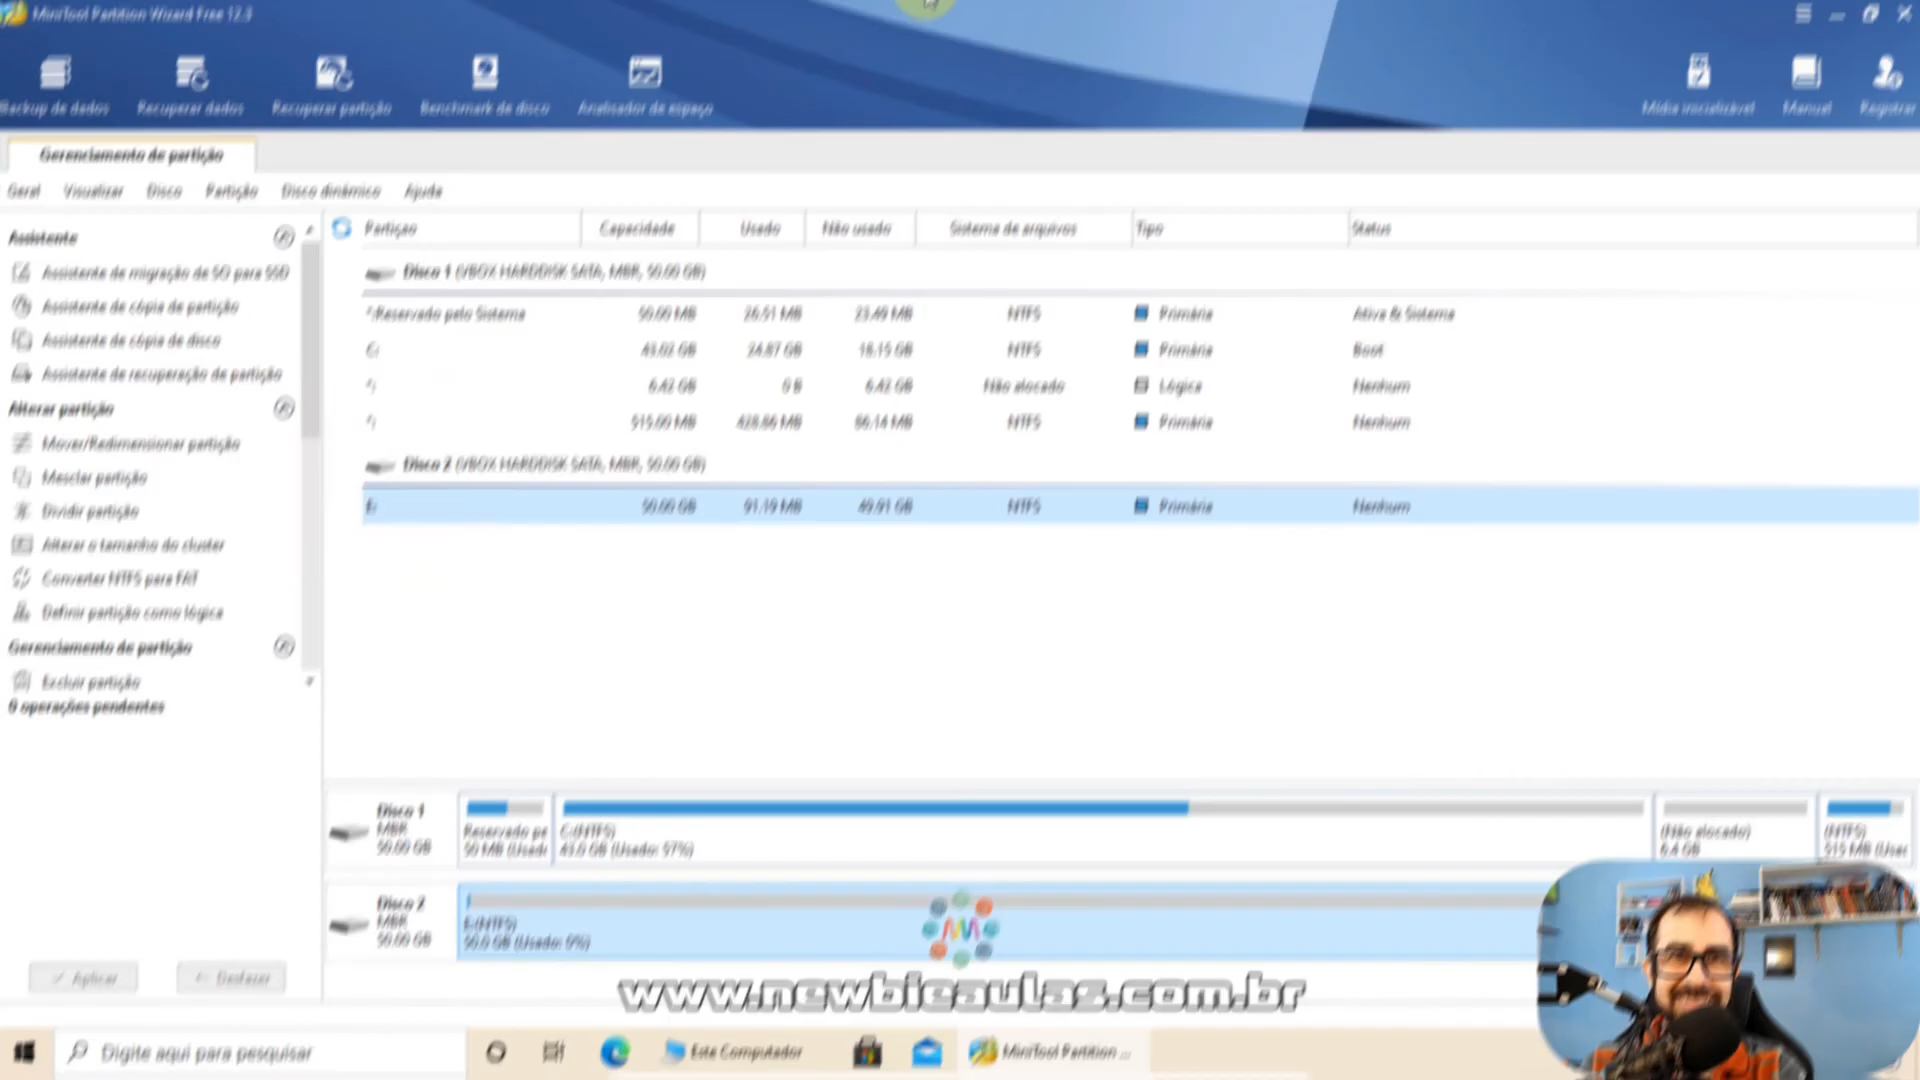 MiniTool Partition Wizard Free 12.3
Backup de dados
Recuperar dados
Recuperar partição
Benchmark de disco
Analisador de espaço
Mídia inicializável
Manual
Registrar
Gerenciamento de partição
Geral Visualizar Disco Partição Disco dinâmico Ajuda
Assistente
Assistente de migração de SO para SSD
Assistente de cópia de partição
Assistente de cópia de disco
Assistente de recuperação de partição
Alterar partição
Mover/Redimensionar partição
Mesclar partição
Dividir partição
Alterar o tamanho do cluster
Converter NTFS para FAT
Definir partição como lógica
Gerenciamento de partição
Excluir partição
0 operações pendentes
Aplicar Desfazer
Partição Capacidade Usado Não usado Sistema de arquivos Tipo Status
Disco 1 (VBOX HARDDISK SATA, MBR, 50.00 GB)
*:Reservado pelo Sistema 50.00 MB 26.51 MB 23.49 MB NTFS Primária Ativa & Sistema
C: 43.02 GB 24.87 GB 18.15 GB NTFS Primária Boot
*: 6.42 GB 0 B 6.42 GB Não alocado Lógica Nenhum
*: 515.00 MB 428.86 MB 86.14 MB NTFS Primária Nenhum
Disco 2 (VBOX HARDDISK SATA, MBR, 50.00 GB)
E: 50.00 GB 91.19 MB 49.91 GB NTFS Primária Nenhum
Disco 1
MBR
50.00 GB
Reservado pe
50 MB (Usad
C:(NTFS)
43.0 GB (Usado: 57%)
(Não alocado)
6.4 GB
(NTFS)
515 MB (Usa
Disco 2
MBR
50.00 GB
E:(NTFS)
50.0 GB (Usado: 0%)
www.newbieaulas.com.br
Digite aqui para pesquisar
Este Computador
MiniTool Partition ...